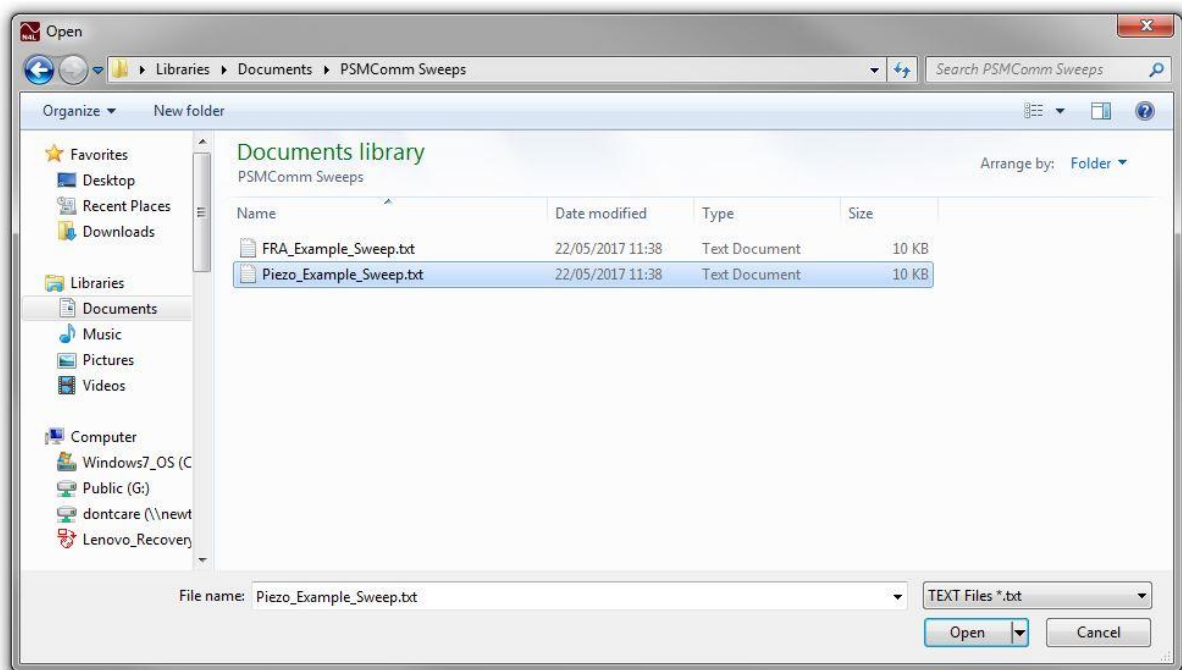 Open
Libraries Documents PSMComm Sweeps Search PSMComm Sweeps
Organize New folder
Favorites
Desktop
Recent Places
Downloads
Libraries
Documents
Music
Pictures
Videos
Computer
Windows7_OS (C
Public (G:)
dontcare (\\newt
Lenovo_Recovery
Documents library
PSMComm Sweeps
Arrange by: Folder
Name Date modified Type Size
FRA_Example_Sweep.txt 22/05/2017 11:38 Text Document 10 KB
Piezo_Example_Sweep.txt 22/05/2017 11:38 Text Document 10 KB
File name: Piezo_Example_Sweep.txt TEXT Files *.txt
Open Cancel